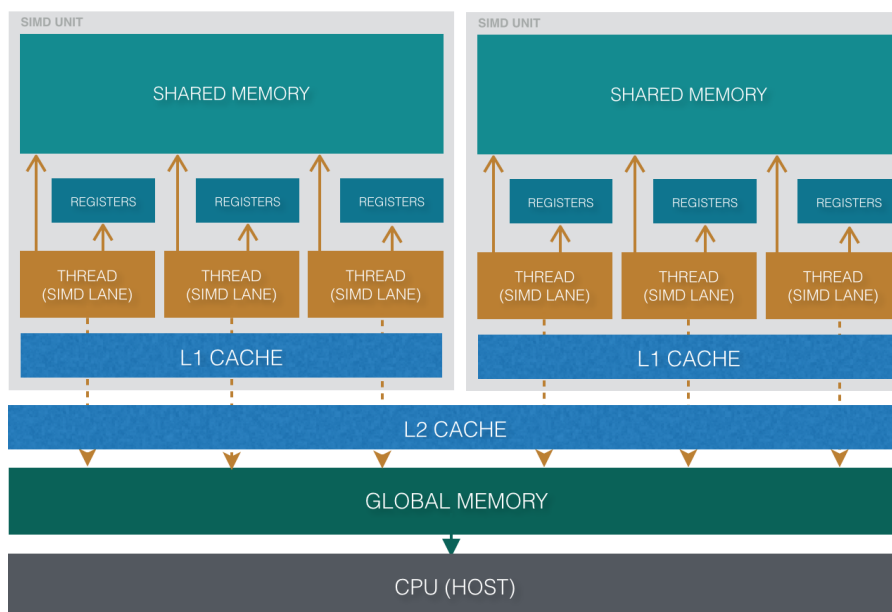 SIMD UNIT
SHARED MEMORY
REGISTERS
REGISTERS
REGISTERS
THREAD
(SIMD LANE)
THREAD
(SIMD LANE)
THREAD
(SIMD LANE)
L1 CACHE
SIMD UNIT
SHARED MEMORY
REGISTERS
REGISTERS
REGISTERS
THREAD
(SIMD LANE)
THREAD
(SIMD LANE)
THREAD
(SIMD LANE)
L1 CACHE
L2 CACHE
GLOBAL MEMORY
CPU (HOST)